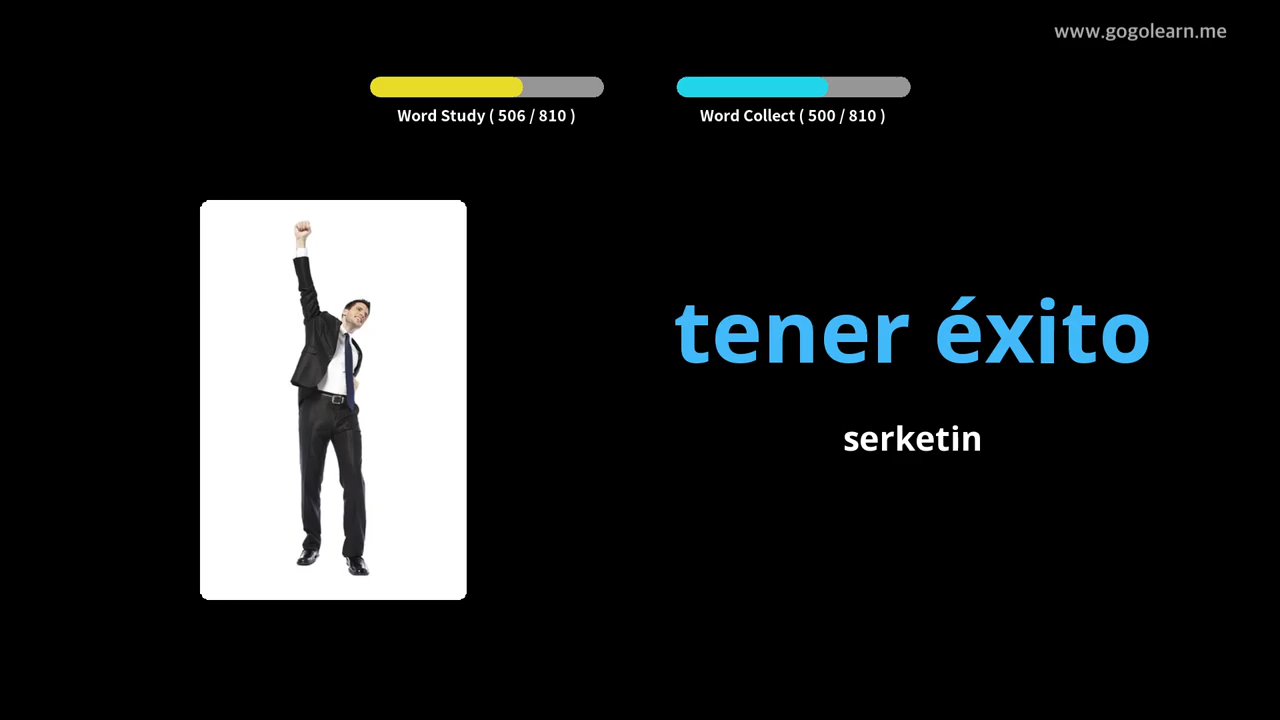 www.gogolearn.me
Word Study ( 506 / 810 )
Word Collect ( 500 / 810 )
tener éxito
serketin